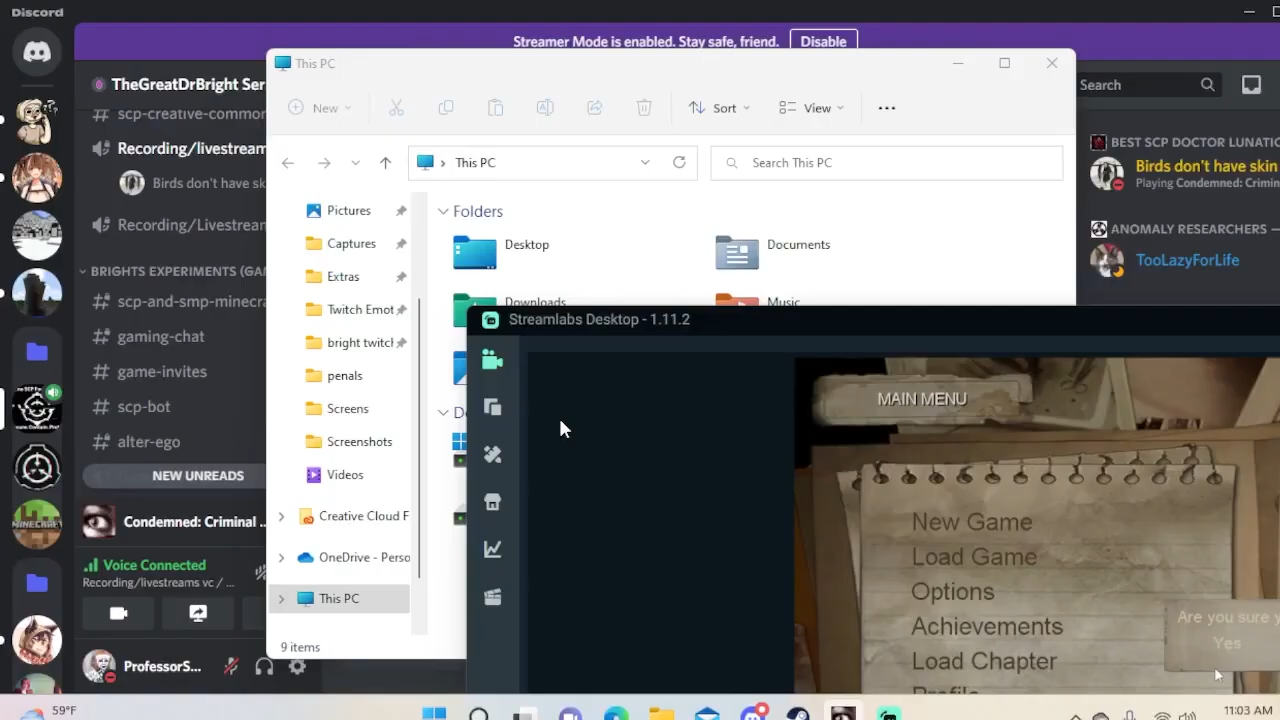 Discord
Streamer Mode is enabled. Stay safe, friend.
Disable
TheGreatDrBright Ser
scp-creative-common
Recording/livestream
Birds don't have sk
Recording/Livestrean
BRIGHTS EXPERIMENTS (GA
scp-and-smp-minecra
gaming-chat
game-invites
scp-bot
alter-ego
NEW UNREADS
Condemned: Criminal ...
Voice Connected
Recording/livestreams vc / ...
ProfessorS...
This PC
New
Sort
View
This PC
Search This PC
Pictures
Captures
Extras
Twitch Emot
bright twitch
penals
Screens
Screenshots
Videos
Creative Cloud F
OneDrive - Perso
This PC
9 items
Folders
Desktop
Documents
Downloads
Music
Streamlabs Desktop - 1.11.2
MAIN MENU
New Game
Load Game
Options
Achievements
Load Chapter
Profile
Are you sure y
Yes
Search
BEST SCP DOCTOR LUNATIC
Birds don't have skin
Playing Condemned: Crimin
ANOMALY RESEARCHERS —
TooLazyForLife
59°F
11:03 AM